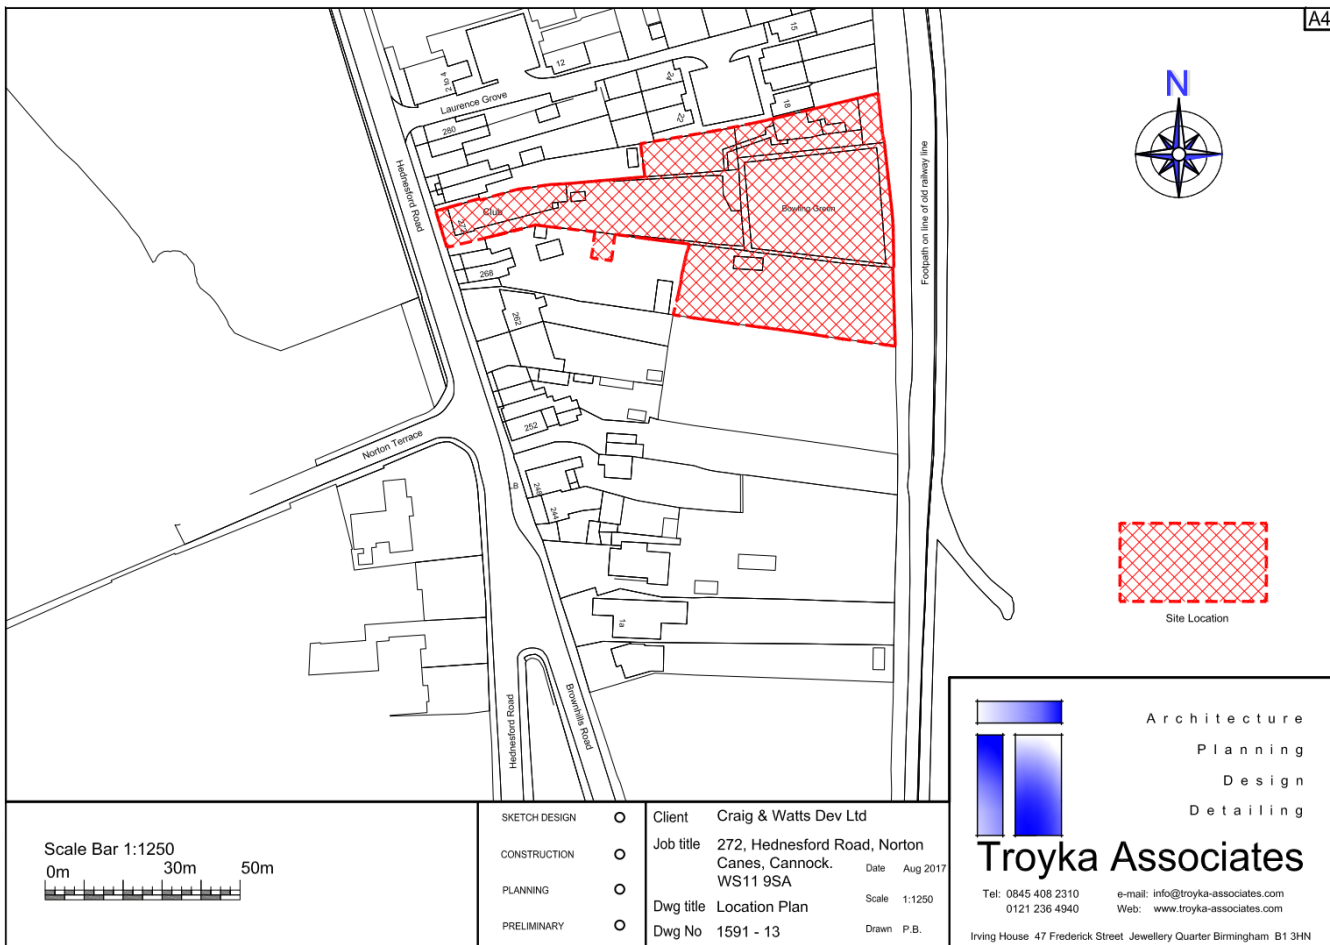 A4
N
15
12
2 to 4
24
Laurence Grove
22
18
280
Hednesford Road
Footpath on line of old railway line
Club
272
Bowling Green
268
262
252
Norton Terrace
LB
248
244
1a
Site Location
Hednesford Road
Brownhills Road
Architecture
Planning
Design
Detailing
Troyka Associates
Tel: 0845 408 2310 e-mail: info@troyka-associates.com
0121 236 4940 Web: www.troyka-associates.com
Irving House 47 Frederick Street Jewellery Quarter Birmingham B1 3HN
Scale Bar 1:1250
0m 30m 50m
SKETCH DESIGN
CONSTRUCTION
PLANNING
PRELIMINARY
Client Craig & Watts Dev Ltd
Job title 272, Hednesford Road, Norton
Canes, Cannock.
WS11 9SA
Date Aug 2017
Dwg title Location Plan
Scale 1:1250
Dwg No 1591 - 13
Drawn P.B.